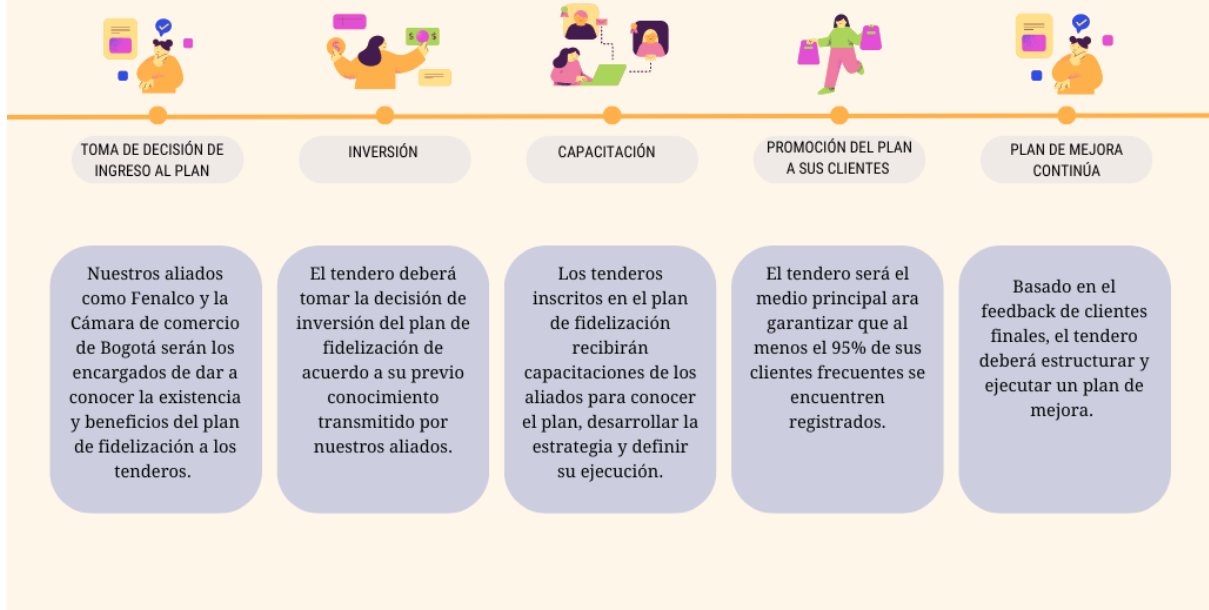 TOMA DE DECISIÓN DE
INGRESO AL PLAN
INVERSIÓN
CAPACITACIÓN
PROMOCIÓN DEL PLAN
A SUS CLIENTES
PLAN DE MEJORA
CONTINÚA
Nuestros aliados
como Fenalco y la
Cámara de comercio
de Bogotá serán los
encargados de dar a
conocer la existencia
y beneficios del plan
de fidelización a los
tenderos.
El tendero deberá
tomar la decisión de
inversión del plan de
fidelización de
acuerdo a su previo
conocimiento
transmitido por
nuestros aliados.
Los tenderos
inscritos en el plan
de fidelización
recibirán
capacitaciones de los
aliados para conocer
el plan, desarrollar la
estrategia y definir
su ejecución.
El tendero será el
medio principal ara
garantizar que al
menos el 95% de sus
clientes frecuentes se
encuentren
registrados.
Basado en el
feedback de clientes
finales, el tendero
deberá estructurar y
ejecutar un plan de
mejora.